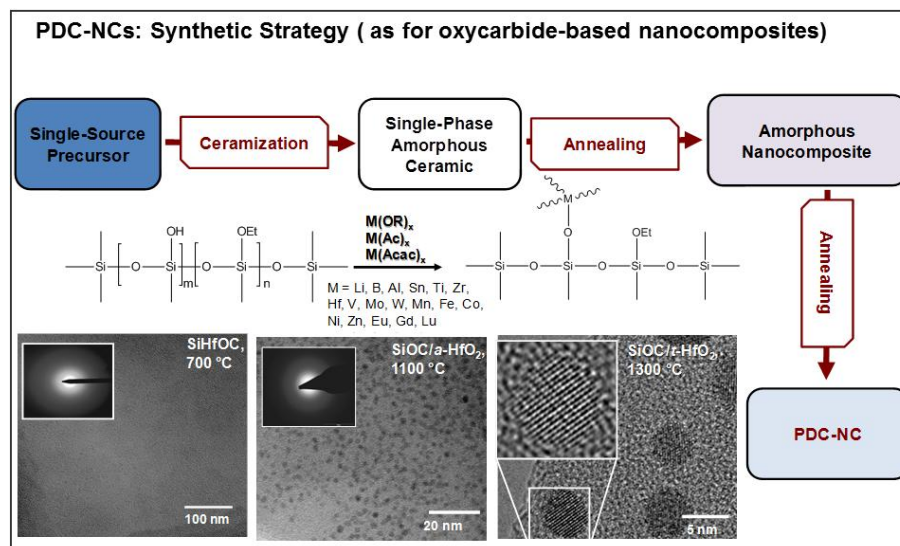 PDC-NCs: Synthetic Strategy ( as for oxycarbide-based nanocomposites)
Single-Source
Precursor
Ceramization
Single-Phase
Amorphous
Ceramic
Annealing
Amorphous
Nanocomposite
Annealing
PDC-NC
OH
OEt
Si
O
Si
m
O
Si
n
O
Si
M(OR)x
M(Ac)x
M(Acac)x
M = Li, B, Al, Sn, Ti, Zr,
Hf, V, Mo, W, Mn, Fe, Co,
Ni, Zn, Eu, Gd, Lu
M
O
OEt
Si
O
Si
O
Si
O
Si
SiHfOC,
700 °C
100 nm
SiOC/a-HfO2,
1100 °C
20 nm
SiOC/t-HfO2,
1300 °C
5 nm